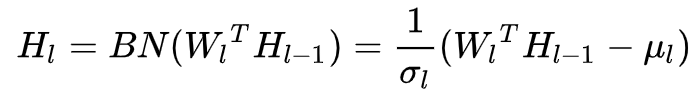 H_l = BN(W_l^T H_{l-1}) = \frac{1}{\sigma_l}(W_l^T H_{l-1} - \mu_l)